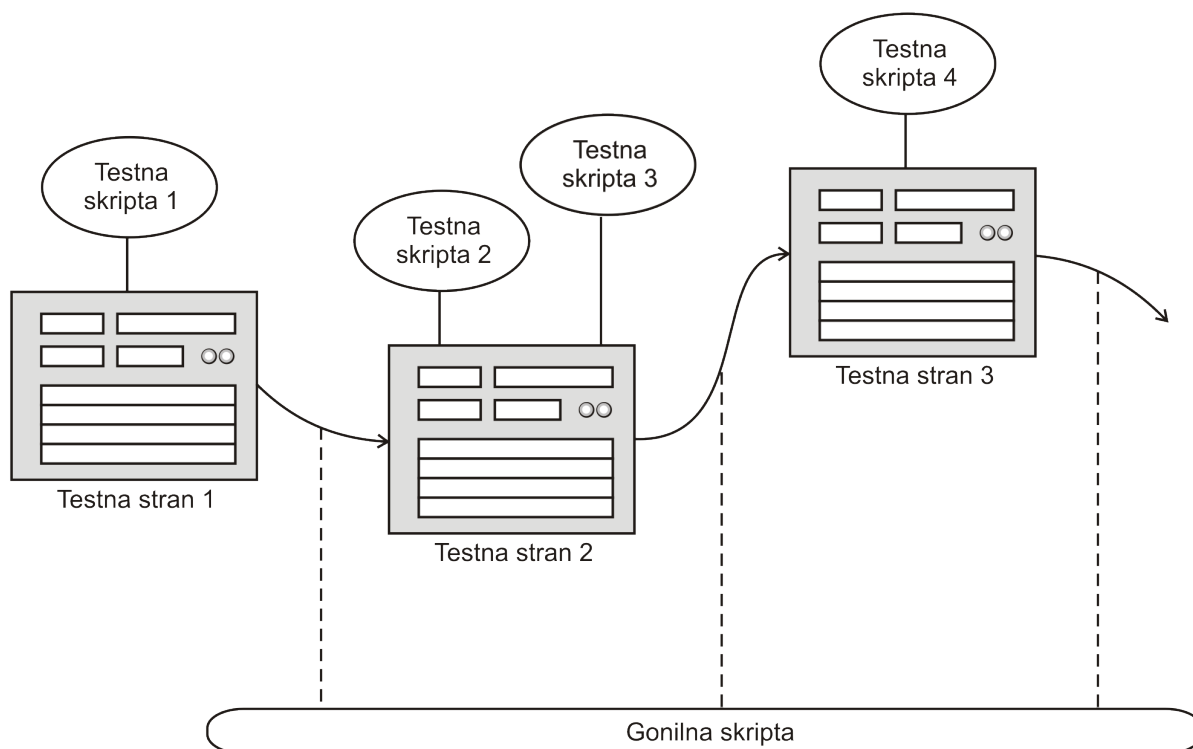 Testna
skripta 1
Testna
skripta 2
Testna
skripta 3
Testna
skripta 4
Testna stran 1
Testna stran 2
Testna stran 3
Gonilna skripta